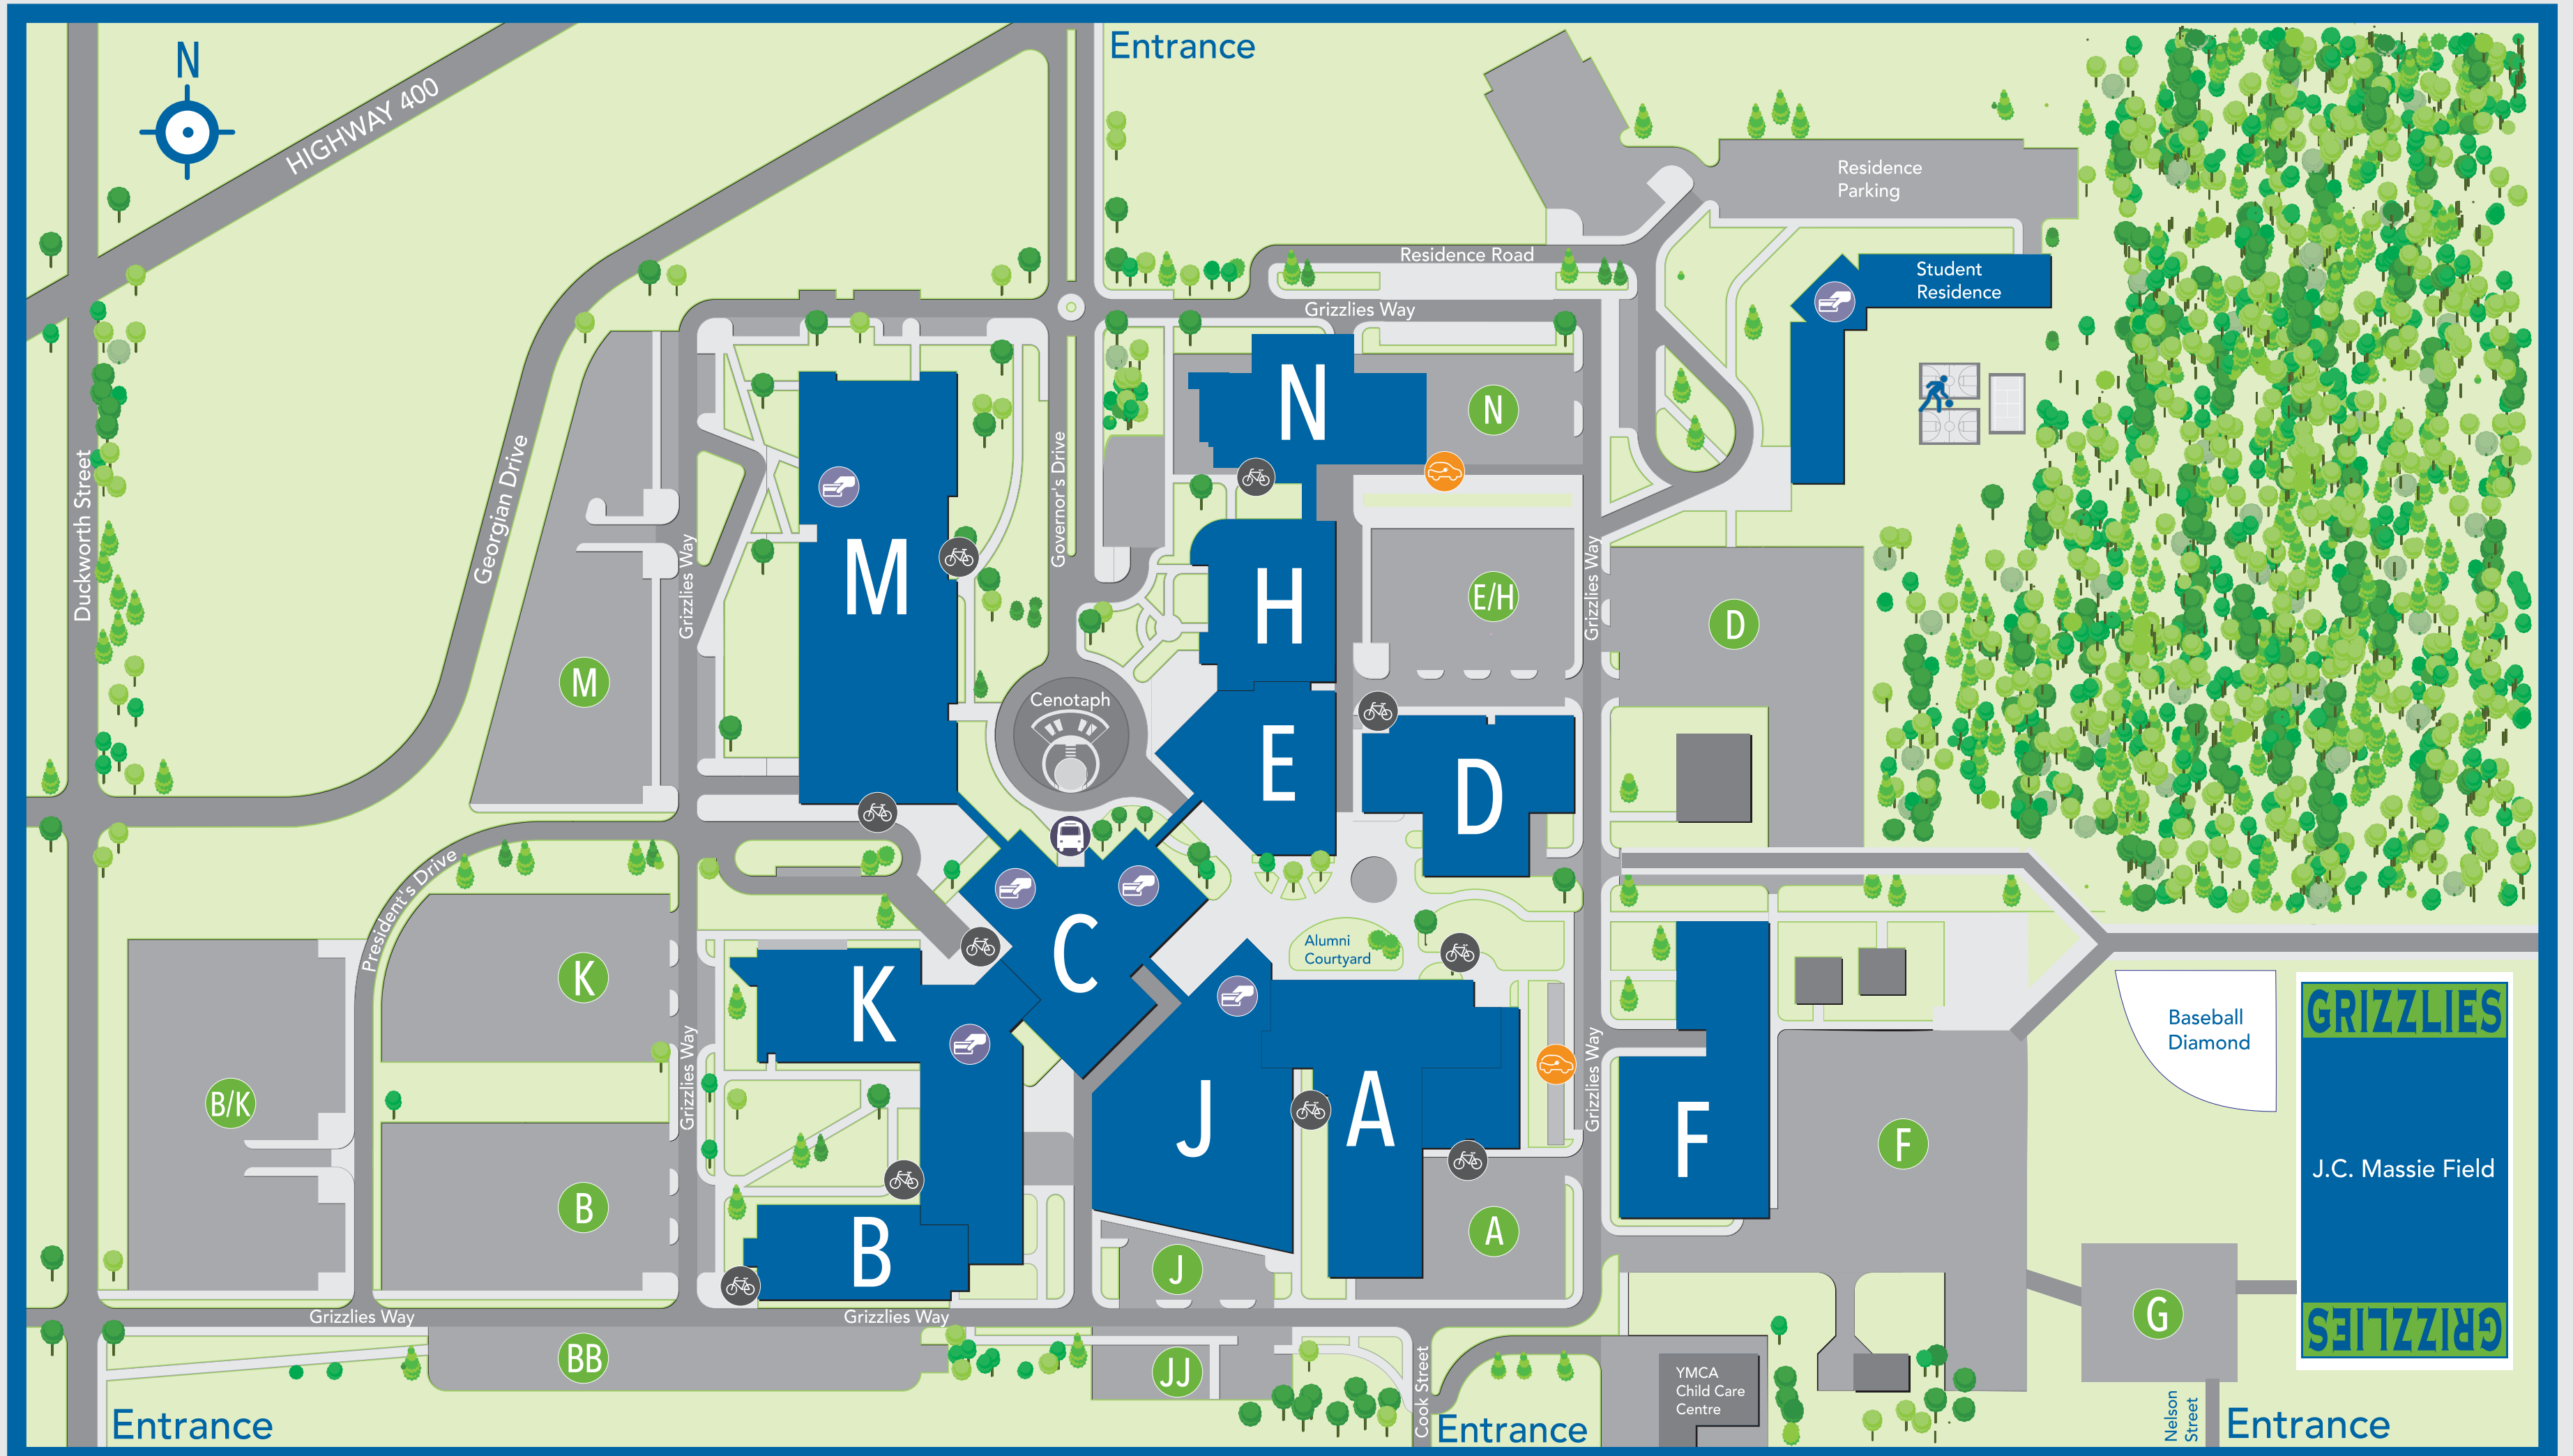 Entrance
N
HIGHWAY 400
Residence
Parking
Residence Road
Student
Residence
Grizzlies Way
N
N
Duckworth Street
Georgian Drive
Governor's Drive
Grizzlies Way
M
H
E/H
Grizzlies Way
D
M
Cenotaph
E
D
President's Drive
C
Alumni
Courtyard
K
K
GRIZZLIES
Baseball
Diamond
Grizzlies Way
Grizzlies Way
B/K
J
A
F
F
J.C. Massie Field
B
B
A
J
G
GRIZZLIES
Grizzlies Way
Grizzlies Way
BB
JJ
Cook Street
YMCA
Child Care
Centre
Nelson
Street
Entrance
Entrance
Entrance